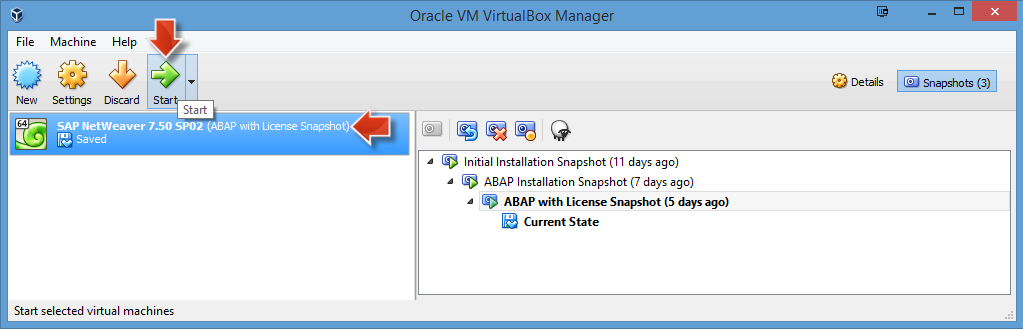 Oracle VM VirtualBox Manager
File Machine Help
New Settings Discard Start
Details Snapshots (3)
Start
64 SAP NetWeaver 7.50 SP02 (ABAP with License Snapshot)
Saved
Initial Installation Snapshot (11 days ago)
ABAP Installation Snapshot (7 days ago)
ABAP with License Snapshot (5 days ago)
Current State
Start selected virtual machines